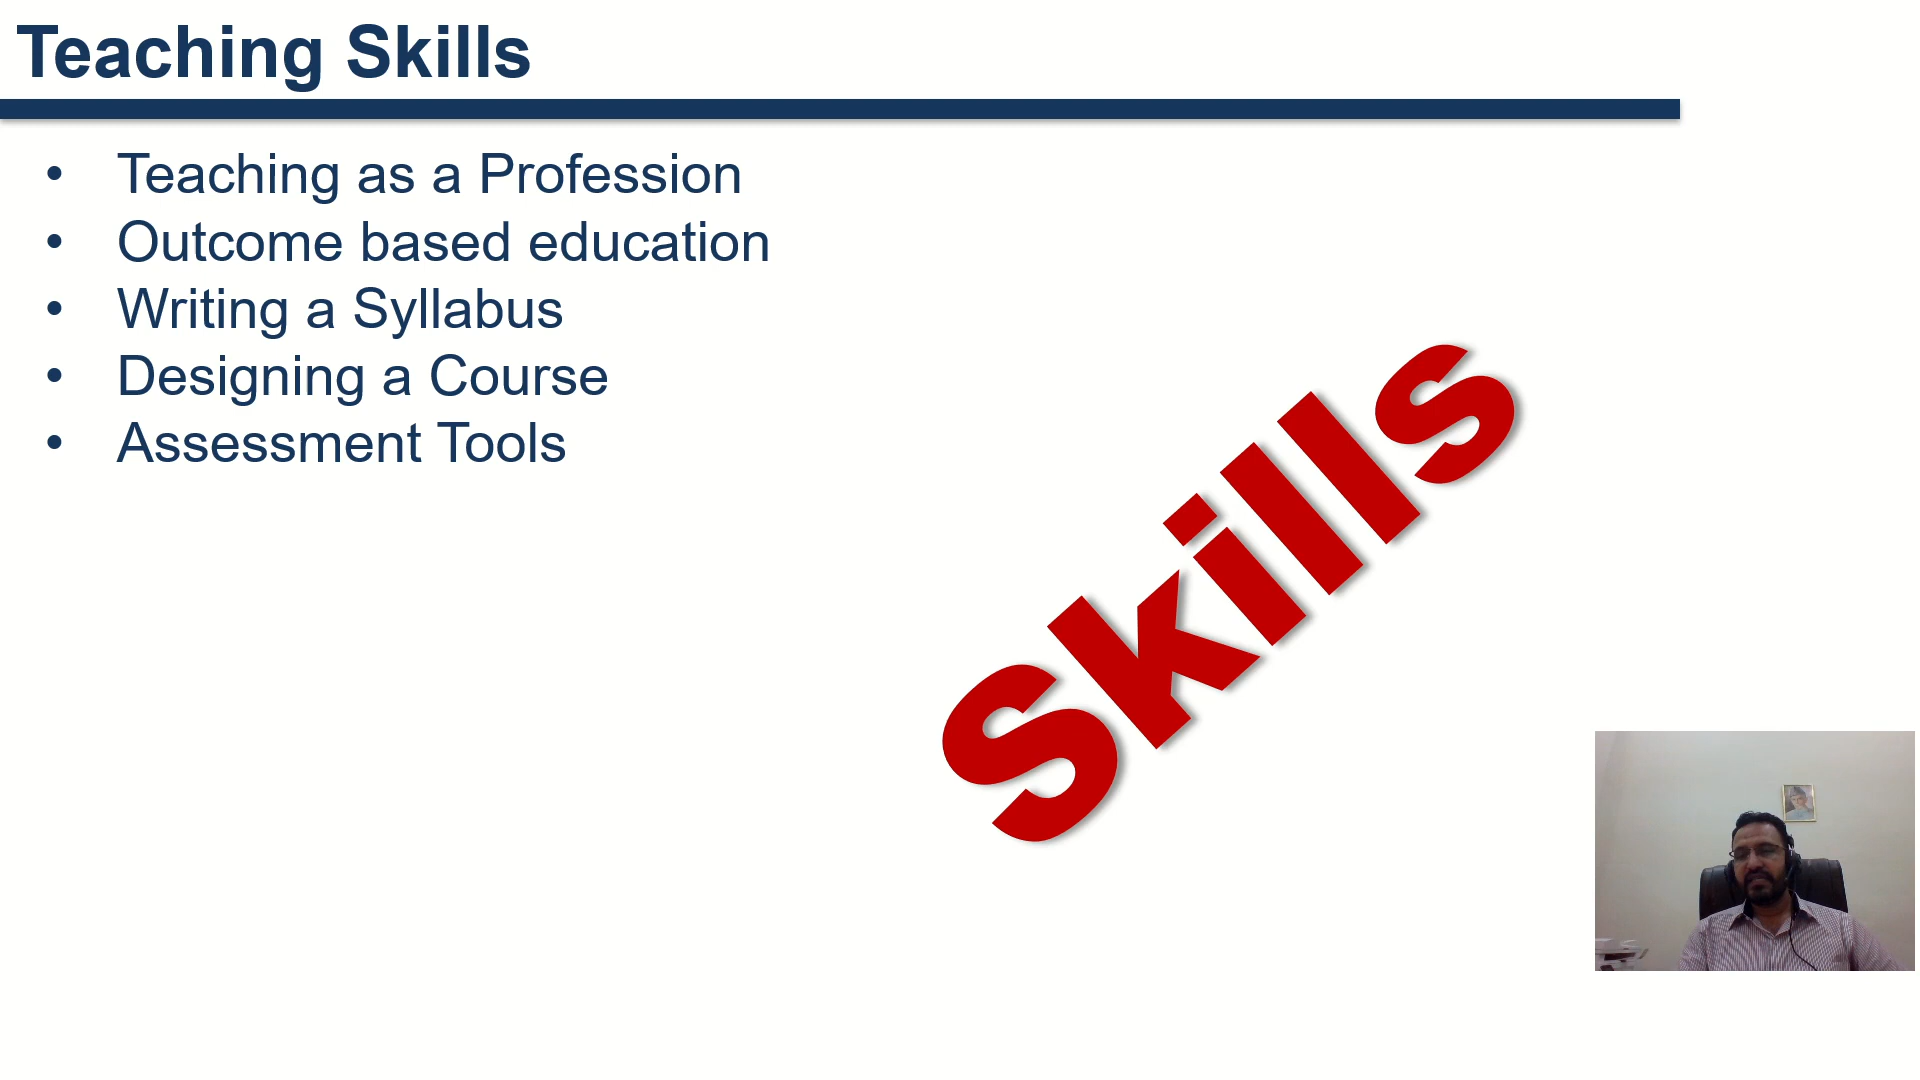 Teaching Skills
• Teaching as a Profession
• Outcome based education
• Writing a Syllabus
• Designing a Course
• Assessment Tools
Skills